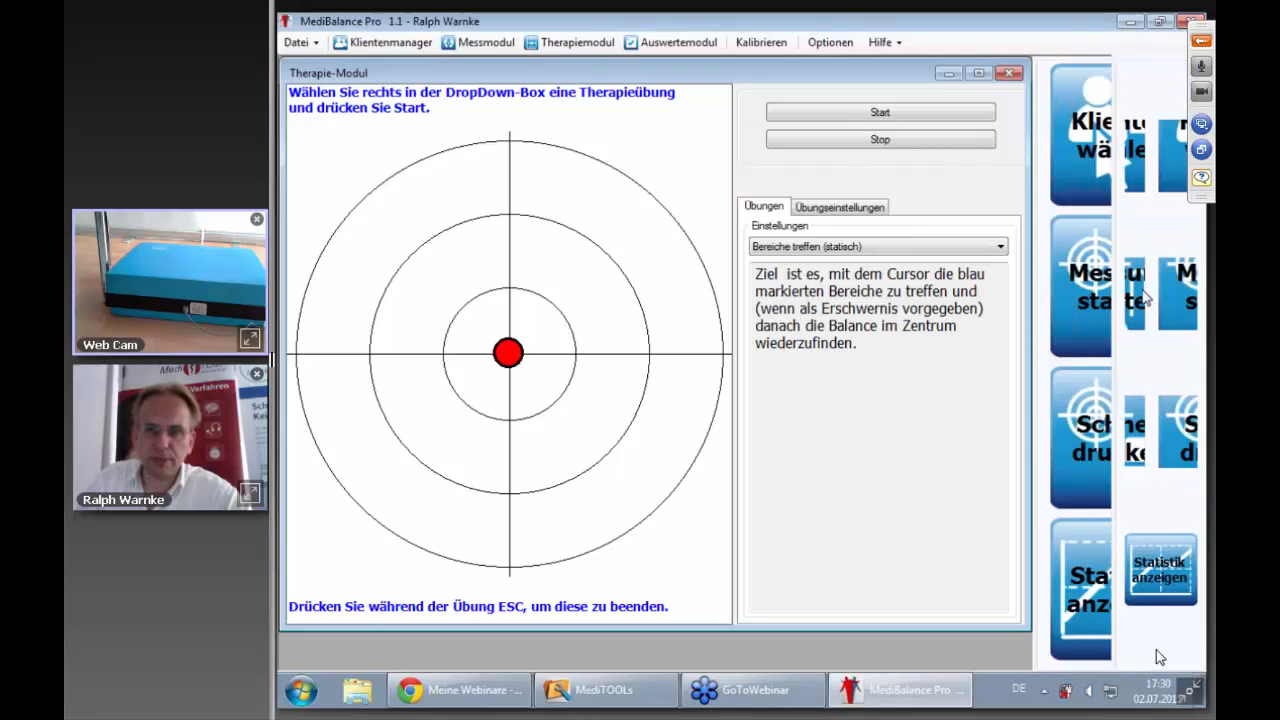 MediBalance Pro 1.1 - Ralph Warnke
Datei Klientenmanager Messmodul Therapiemodul Auswertemodul Kalibrieren Optionen Hilfe
Therapie-Modul
Wählen Sie rechts in der DropDown-Box eine Therapieübung
und drücken Sie Start.
Start
Stop
Übungen Übungseinstellungen
Einstellungen
Bereiche treffen (statisch)
Ziel ist es, mit dem Cursor die blau
markierten Bereiche zu treffen und
(wenn als Erschwernis vorgegeben)
danach die Balance im Zentrum
wiederzufinden.
Drücken Sie während der Übung ESC, um diese zu beenden.
Web Cam
Ralph Warnke
Statistik
anzeigen
Meine Webinare - ...
MediTOOLs
GoToWebinar
MediBalance Pro ...
DE
17:30